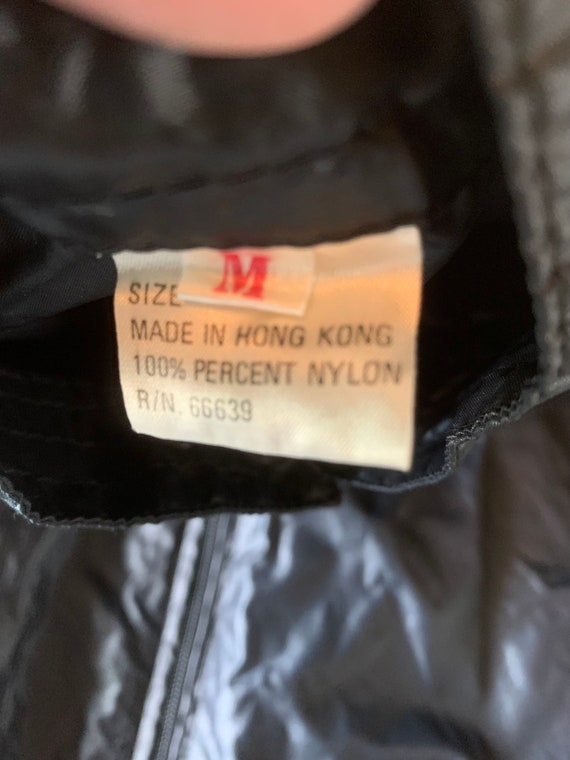 M
SIZE
MADE IN HONG KONG
100% PERCENT NYLON
R/N. 66639